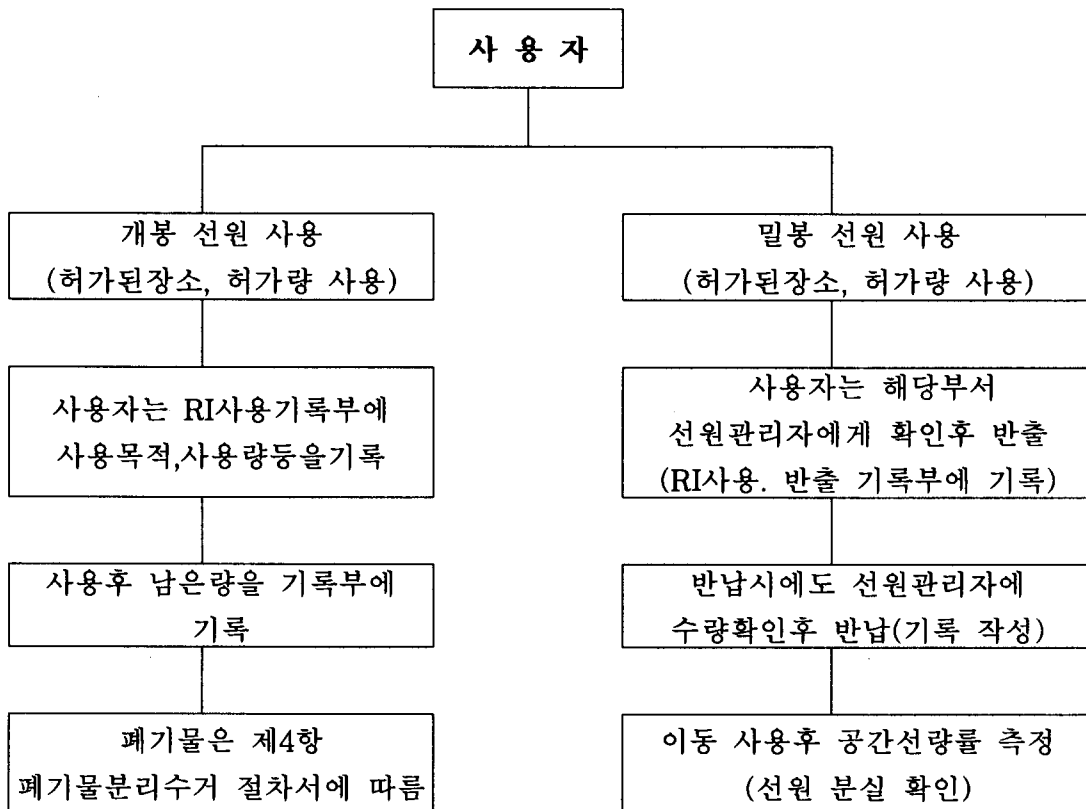 사 용 자
개봉 선원 사용
(허가된장소, 허가량 사용)
사용자는 RI사용기록부에
사용목적,사용량등을기록
사용후 남은량을 기록부에
기록
폐기물은 제4항
폐기물분리수거 절차서에 따름
밀봉 선원 사용
(허가된장소, 허가량 사용)
사용자는 해당부서
선원관리자에게 확인후 반출
(RI사용. 반출 기록부에 기록)
반납시에도 선원관리자에
수량확인후 반납(기록 작성)
이동 사용후 공간선량률 측정
(선원 분실 확인)